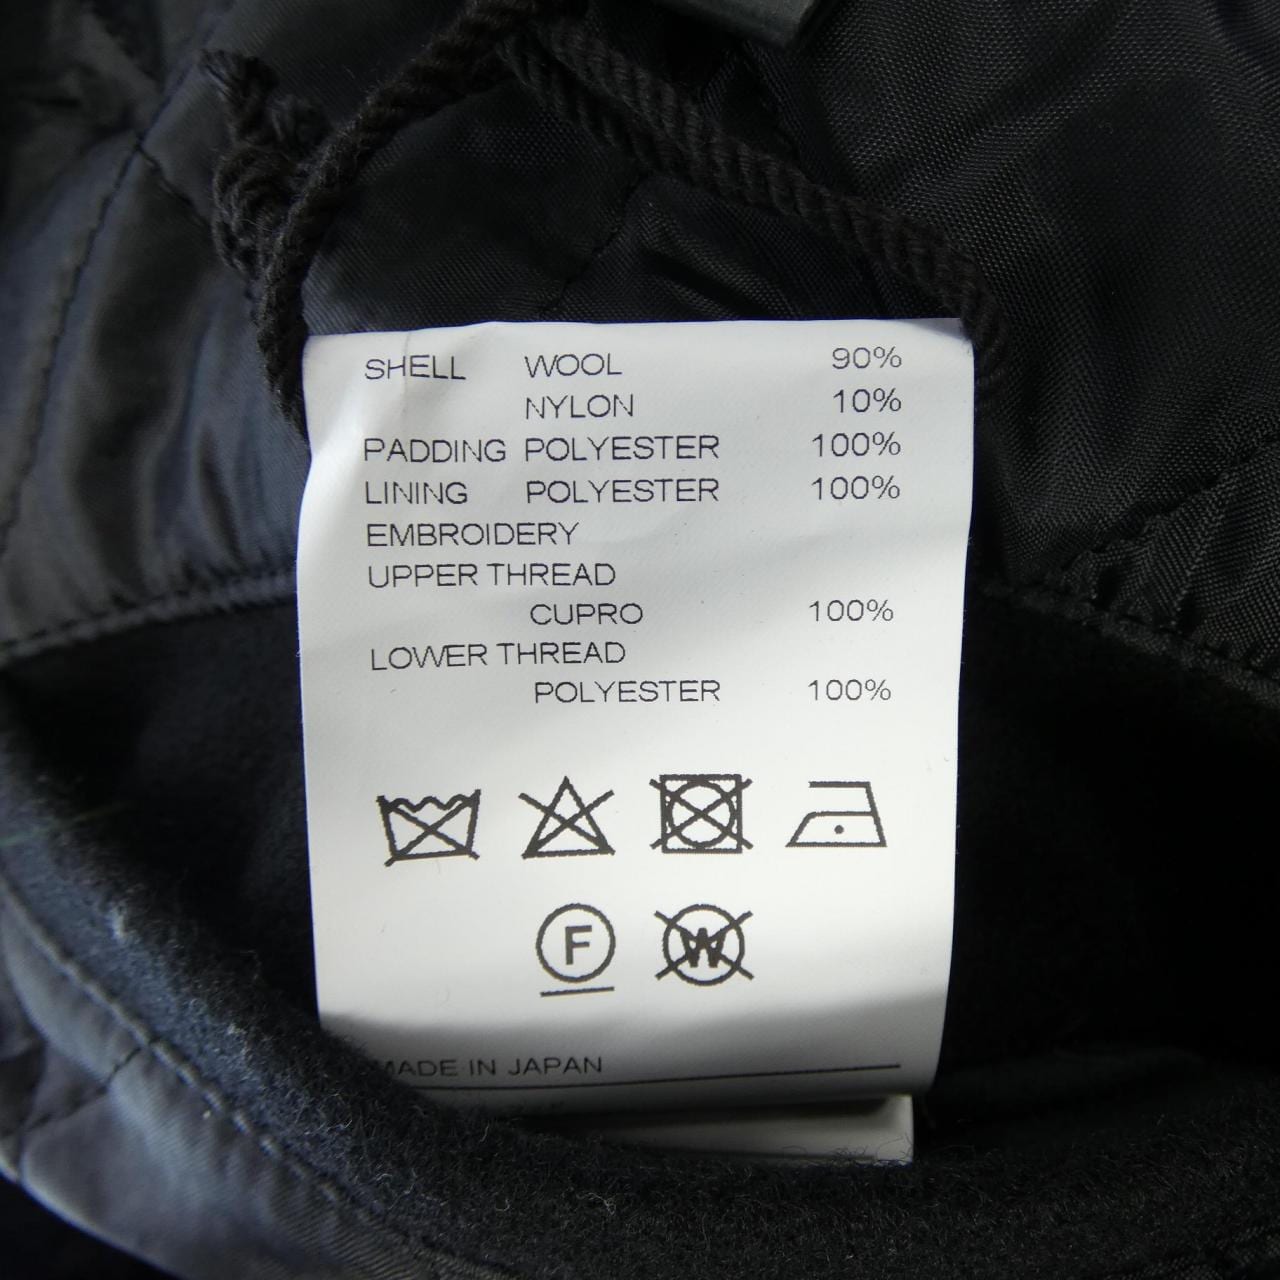 SHELL WOOL 90%
NYLON 10%
PADDING POLYESTER 100%
LINING POLYESTER 100%
EMBROIDERY
UPPER THREAD
CUPRO 100%
LOWER THREAD
POLYESTER 100%
F W
MADE IN JAPAN